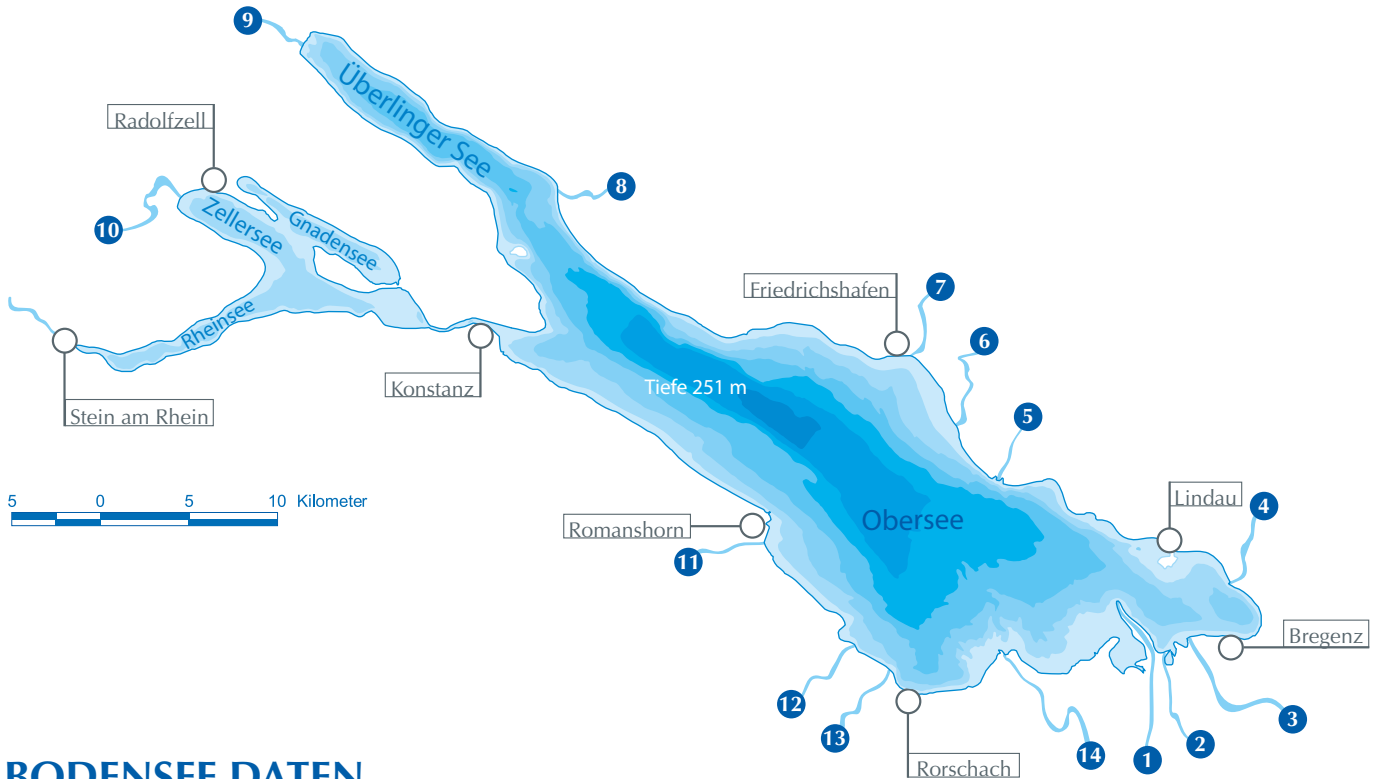 9
Überlinger See
Radolfzell
8
10
Zellersee
Gnadensee
Friedrichshafen
7
Rheinsee
6
Konstanz
Tiefe 251 m
Stein am Rhein
5
5 0 5 10 Kilometer
Lindau
4
Romanshorn
Obersee
11
Bregenz
12
13
3
14
1
2
Rorschach
BODENSEE DATEN